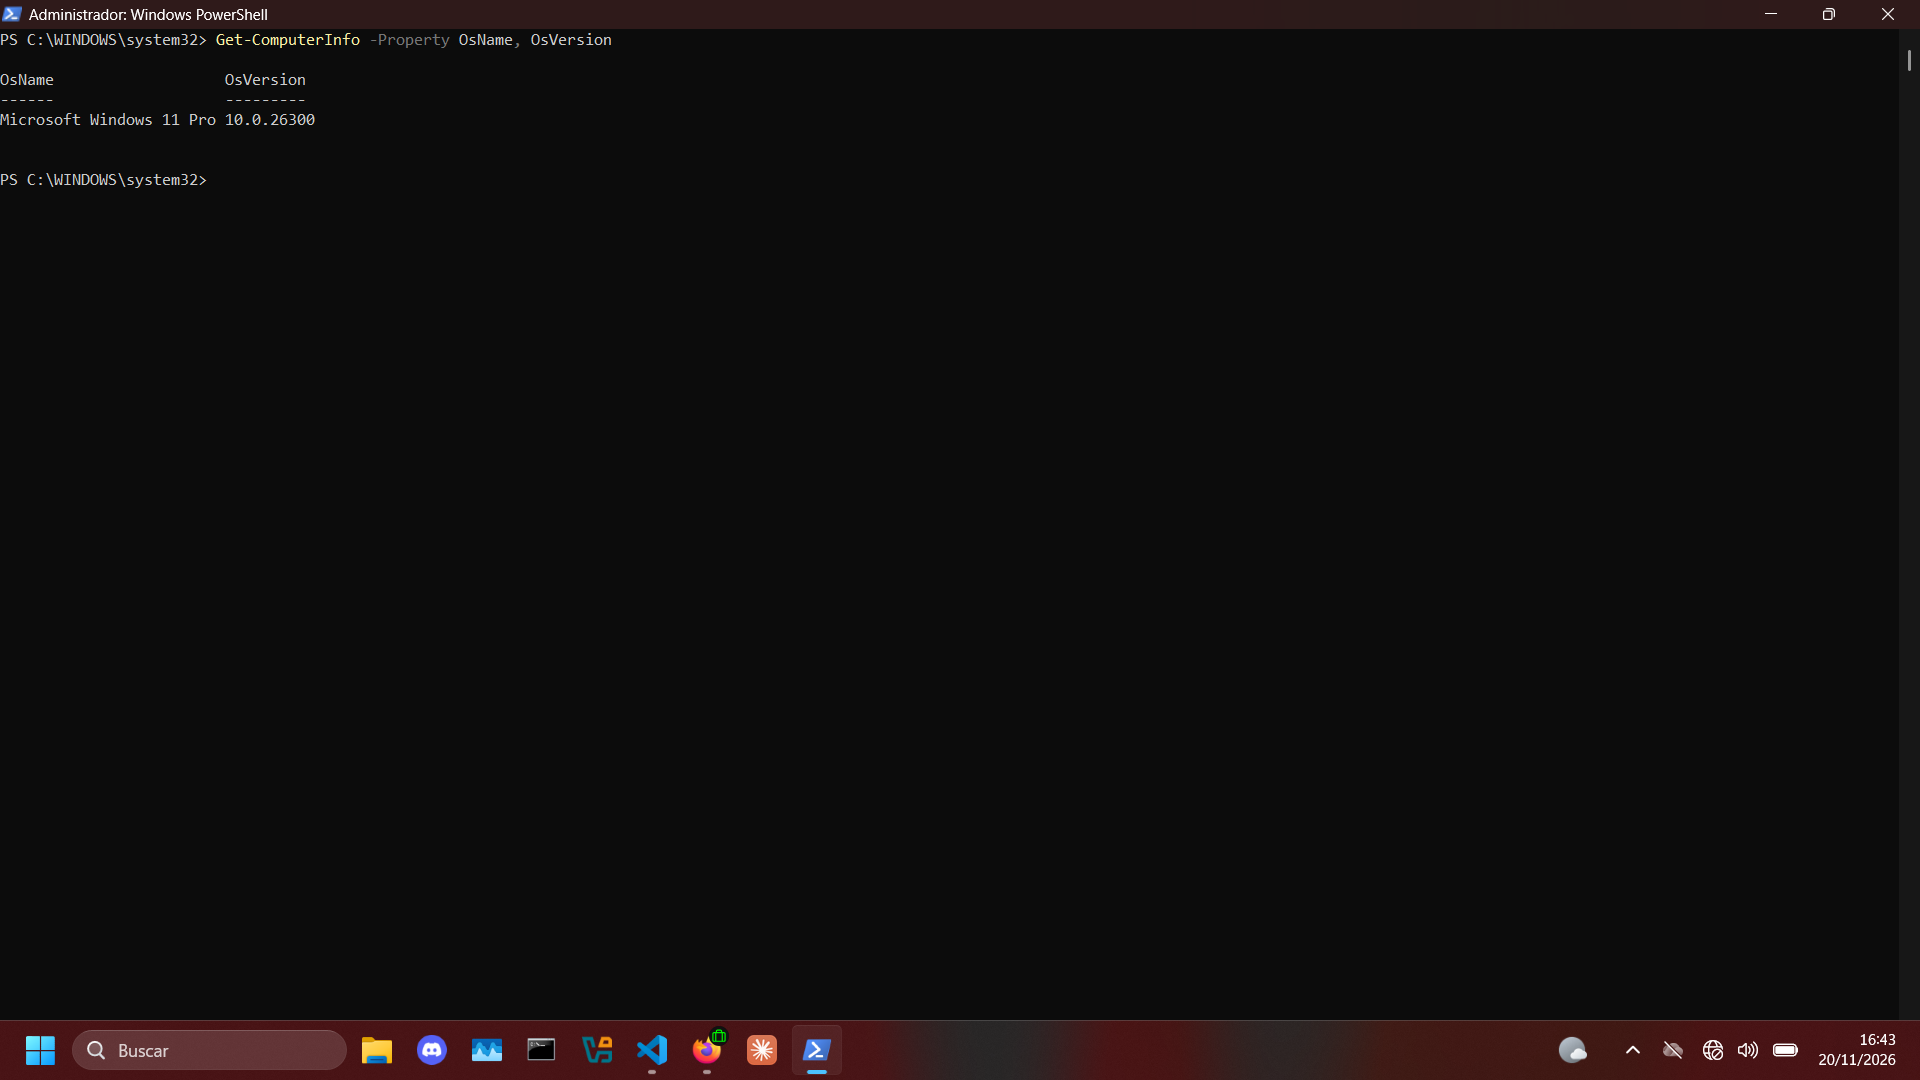 Administrador: Windows PowerShell
PS C:\WINDOWS\system32> Get-ComputerInfo -Property OsName, OsVersion
OsName                   OsVersion
------                   ---------
Microsoft Windows 11 Pro 10.0.26300
PS C:\WINDOWS\system32>
Buscar
16:43
20/11/2026